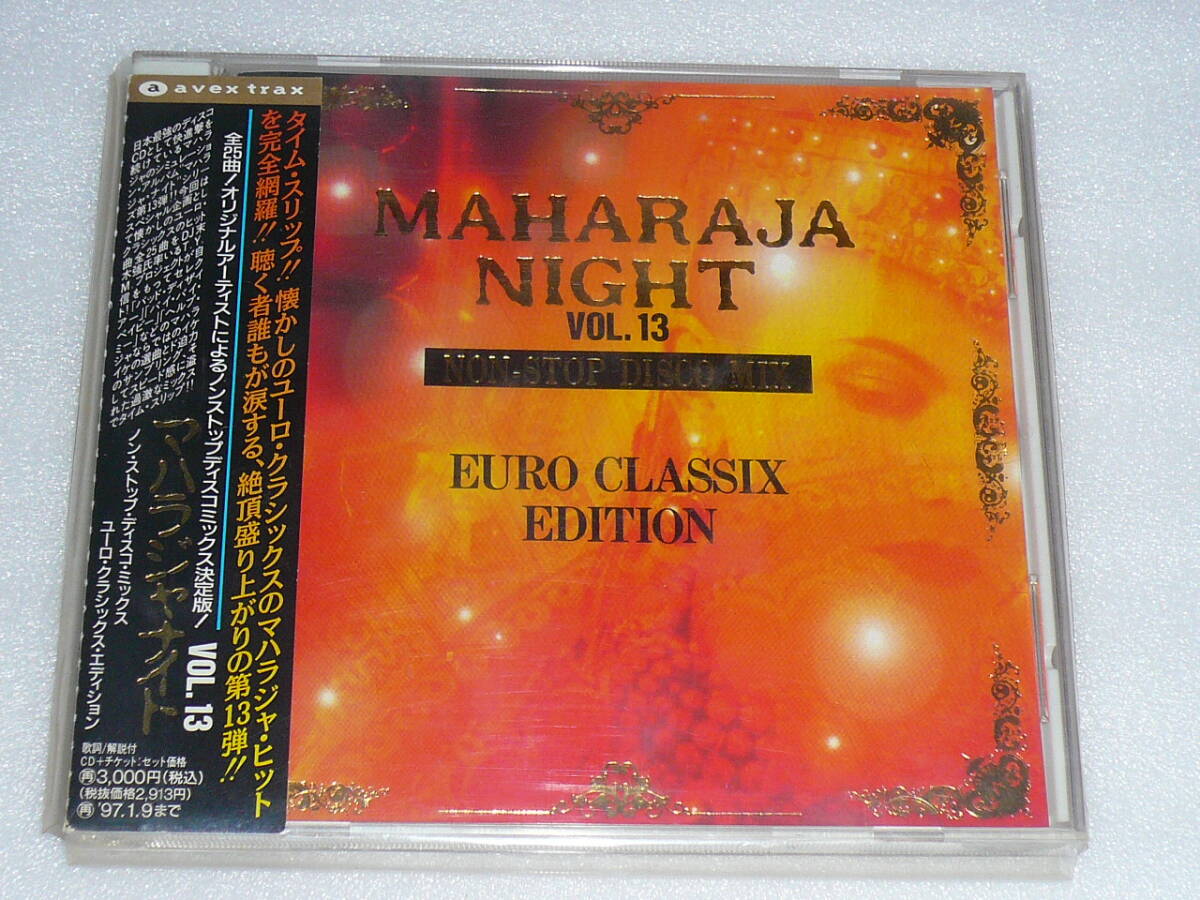 a avex trax
タイム・スリップ!! 懐かしのユーロ・クラシックスのマハラジャ・ヒット
を完全網羅!! 聴く者誰もが涙する、絶頂盛り上がりの第13弾!!
全25曲!オリジナルアーティストによるノンストップディスコミックス決定版!
VOL. 13
マハラジャナイト
ノン・ストップ・ディスコ・ミックス
ユーロ・クラシックス・エディション
歌詞/解説付
CD+チケット:セット価格
再3,000円(税込)
(税抜価格2,913円)
再 '97.1.9まで
MAHARAJA
NIGHT
VOL. 13
NON-STOP DISCO MIX
EURO CLASSIX
EDITION